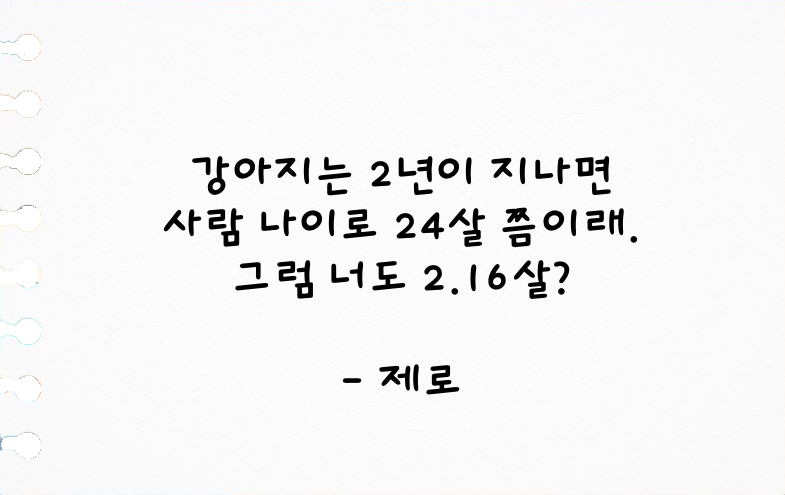 강아지는 2년이 지나면
사람 나이로 24살 쯤이래.
그럼 너도 2.16살?
- 제로